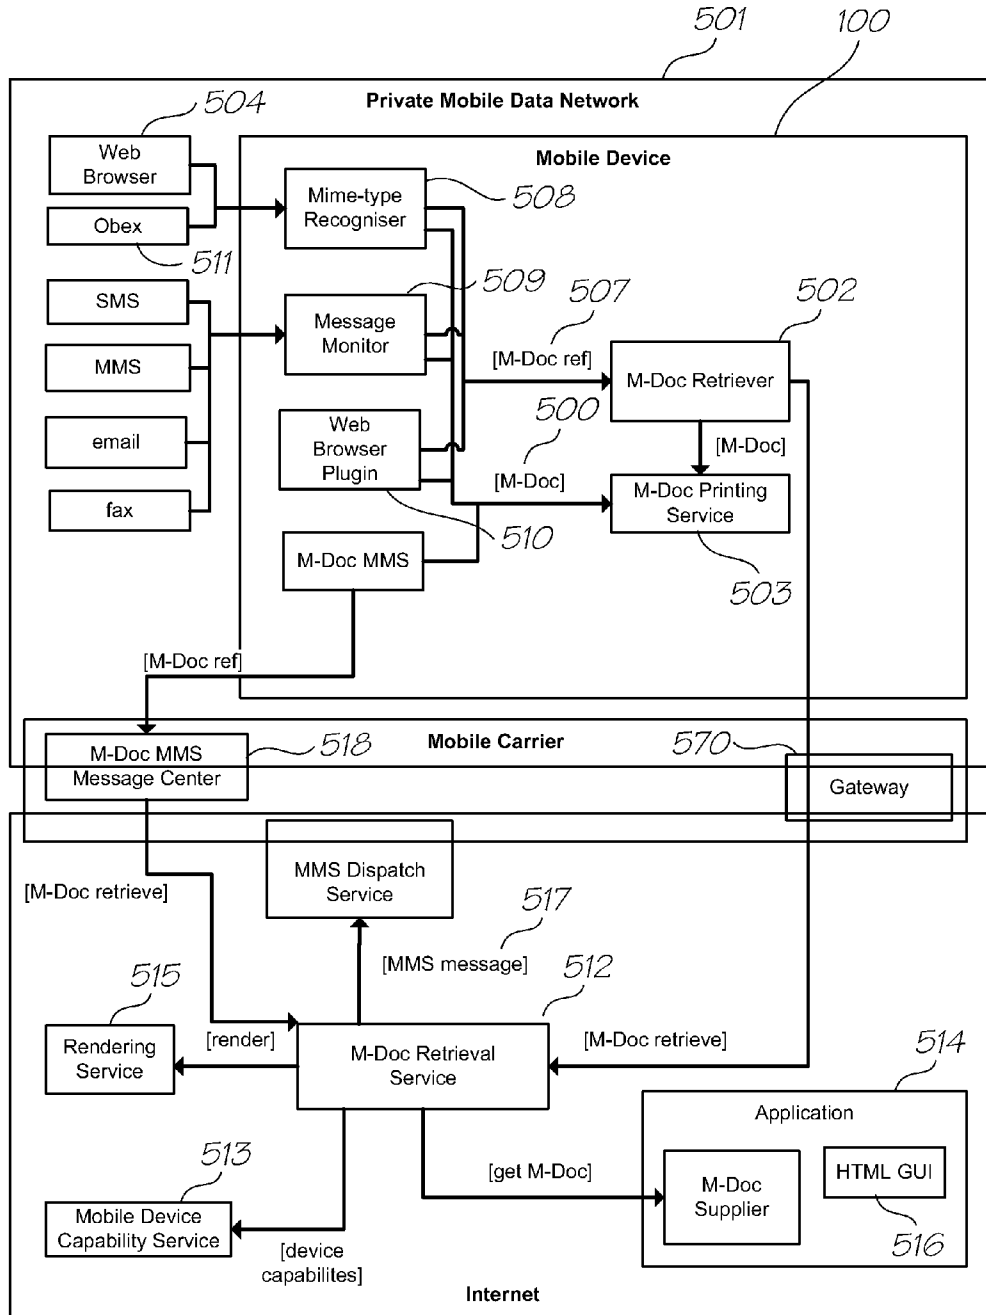 501
100
Private Mobile Data Network
504
Web
Browser
Mobile Device
Mime-type
Recogniser
508
Obex
511
509
SMS
507
502
Message
Monitor
MMS
[M-Doc ref]
M-Doc Retriever
500
email
Web
Browser
Plugin
[M-Doc]
[M-Doc]
M-Doc Printing
Service
fax
510
M-Doc MMS
503
[M-Doc ref]
M-Doc MMS
Message Center
518
Mobile Carrier
570
Gateway
MMS Dispatch
Service
[M-Doc retrieve]
517
[MMS message]
515
512
Rendering
Service
[render]
M-Doc Retrieval
Service
[M-Doc retrieve]
514
Application
513
[get M-Doc]
M-Doc
Supplier
HTML GUI
516
Mobile Device
Capability Service
[device
capabilites]
Internet